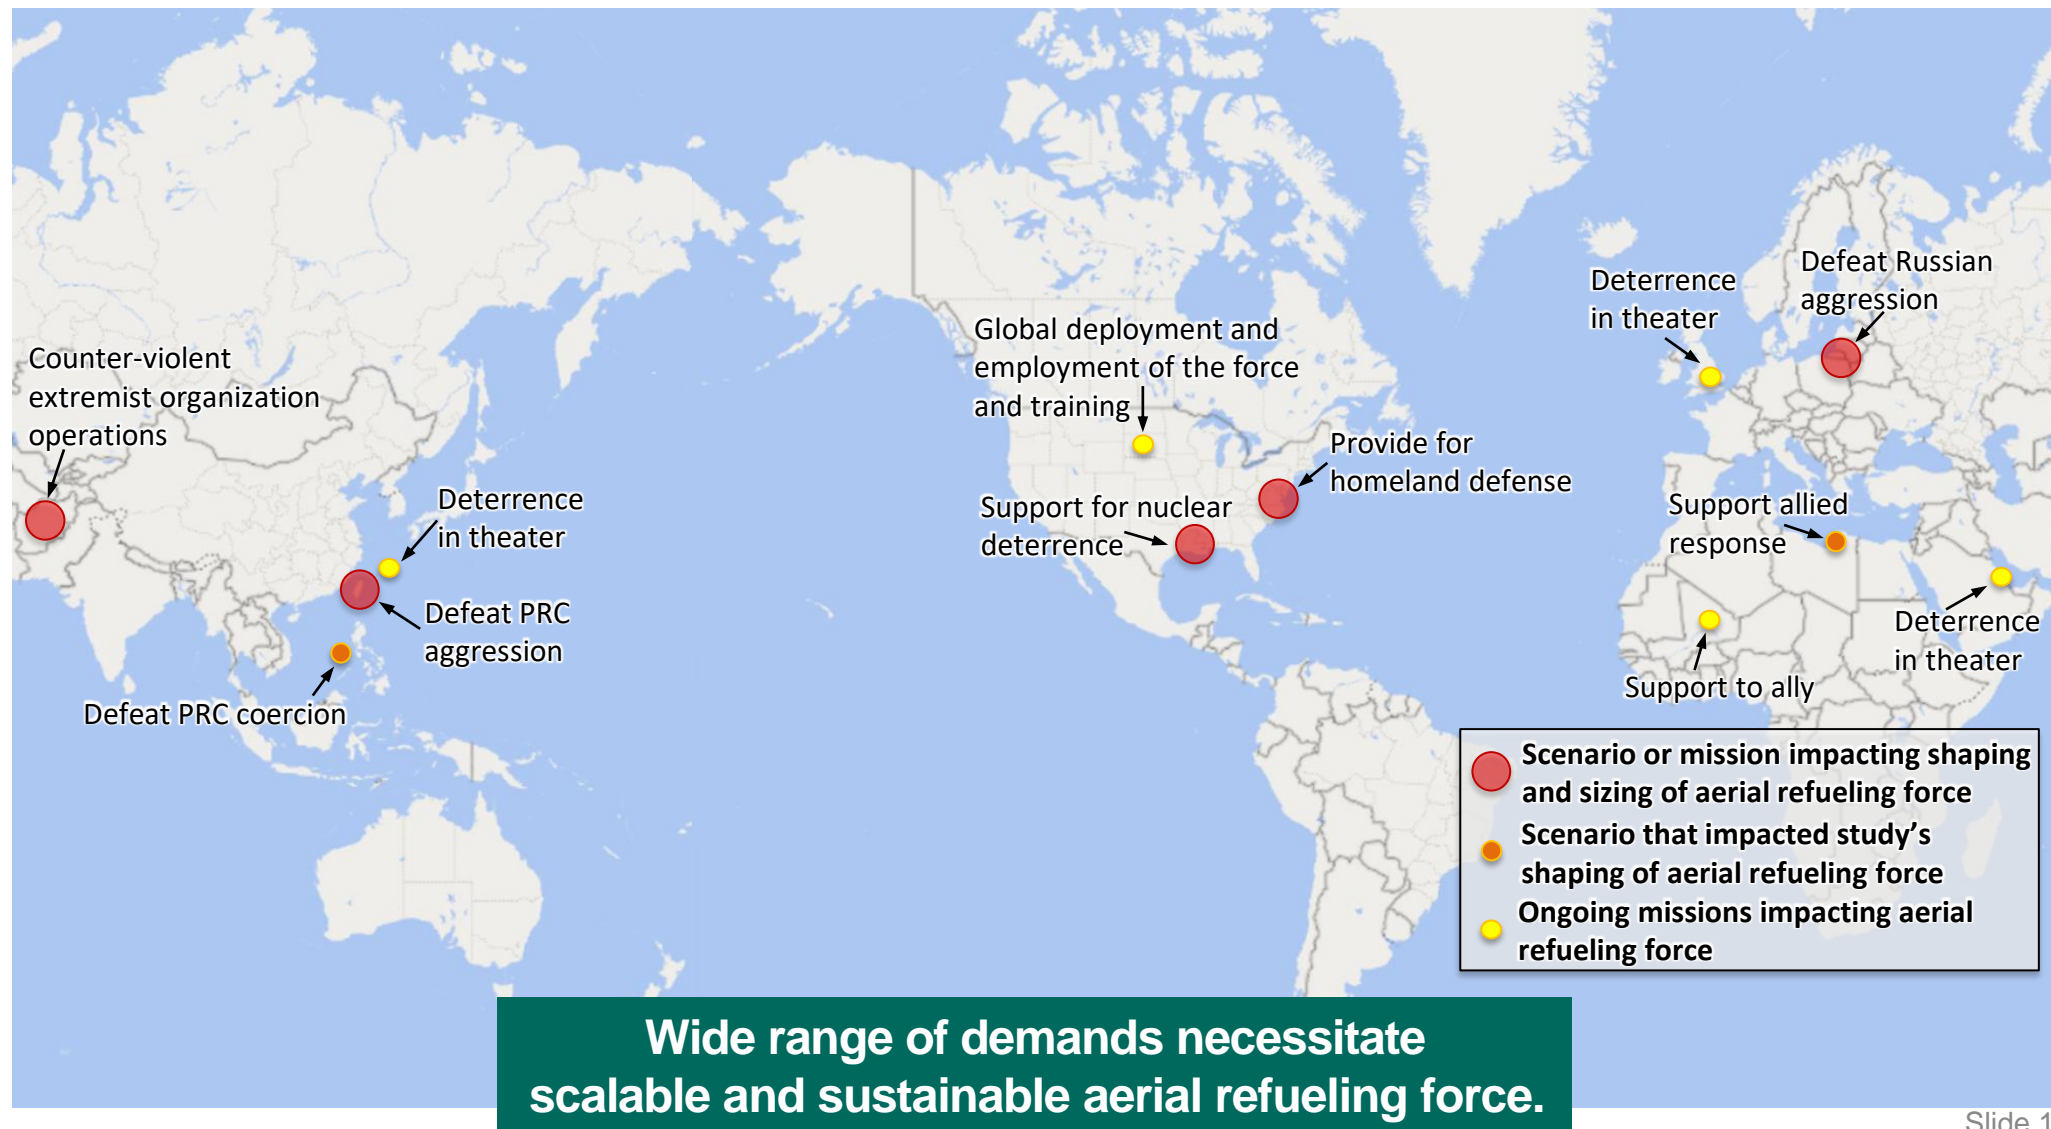 Counter-violent
extremist organization
operations
Deterrence
in theater
Defeat PRC
aggression
Defeat PRC coercion
Global deployment and
employment of the force
and training
Support for nuclear
deterrence
Provide for
homeland defense
Deterrence
in theater
Defeat Russian
aggression
Support allied
response
Support to ally
Deterrence
in theater
Scenario or mission impacting shaping
and sizing of aerial refueling force
Scenario that impacted study's
shaping of aerial refueling force
Ongoing missions impacting aerial
refueling force
Wide range of demands necessitate
scalable and sustainable aerial refueling force.
Slide 1